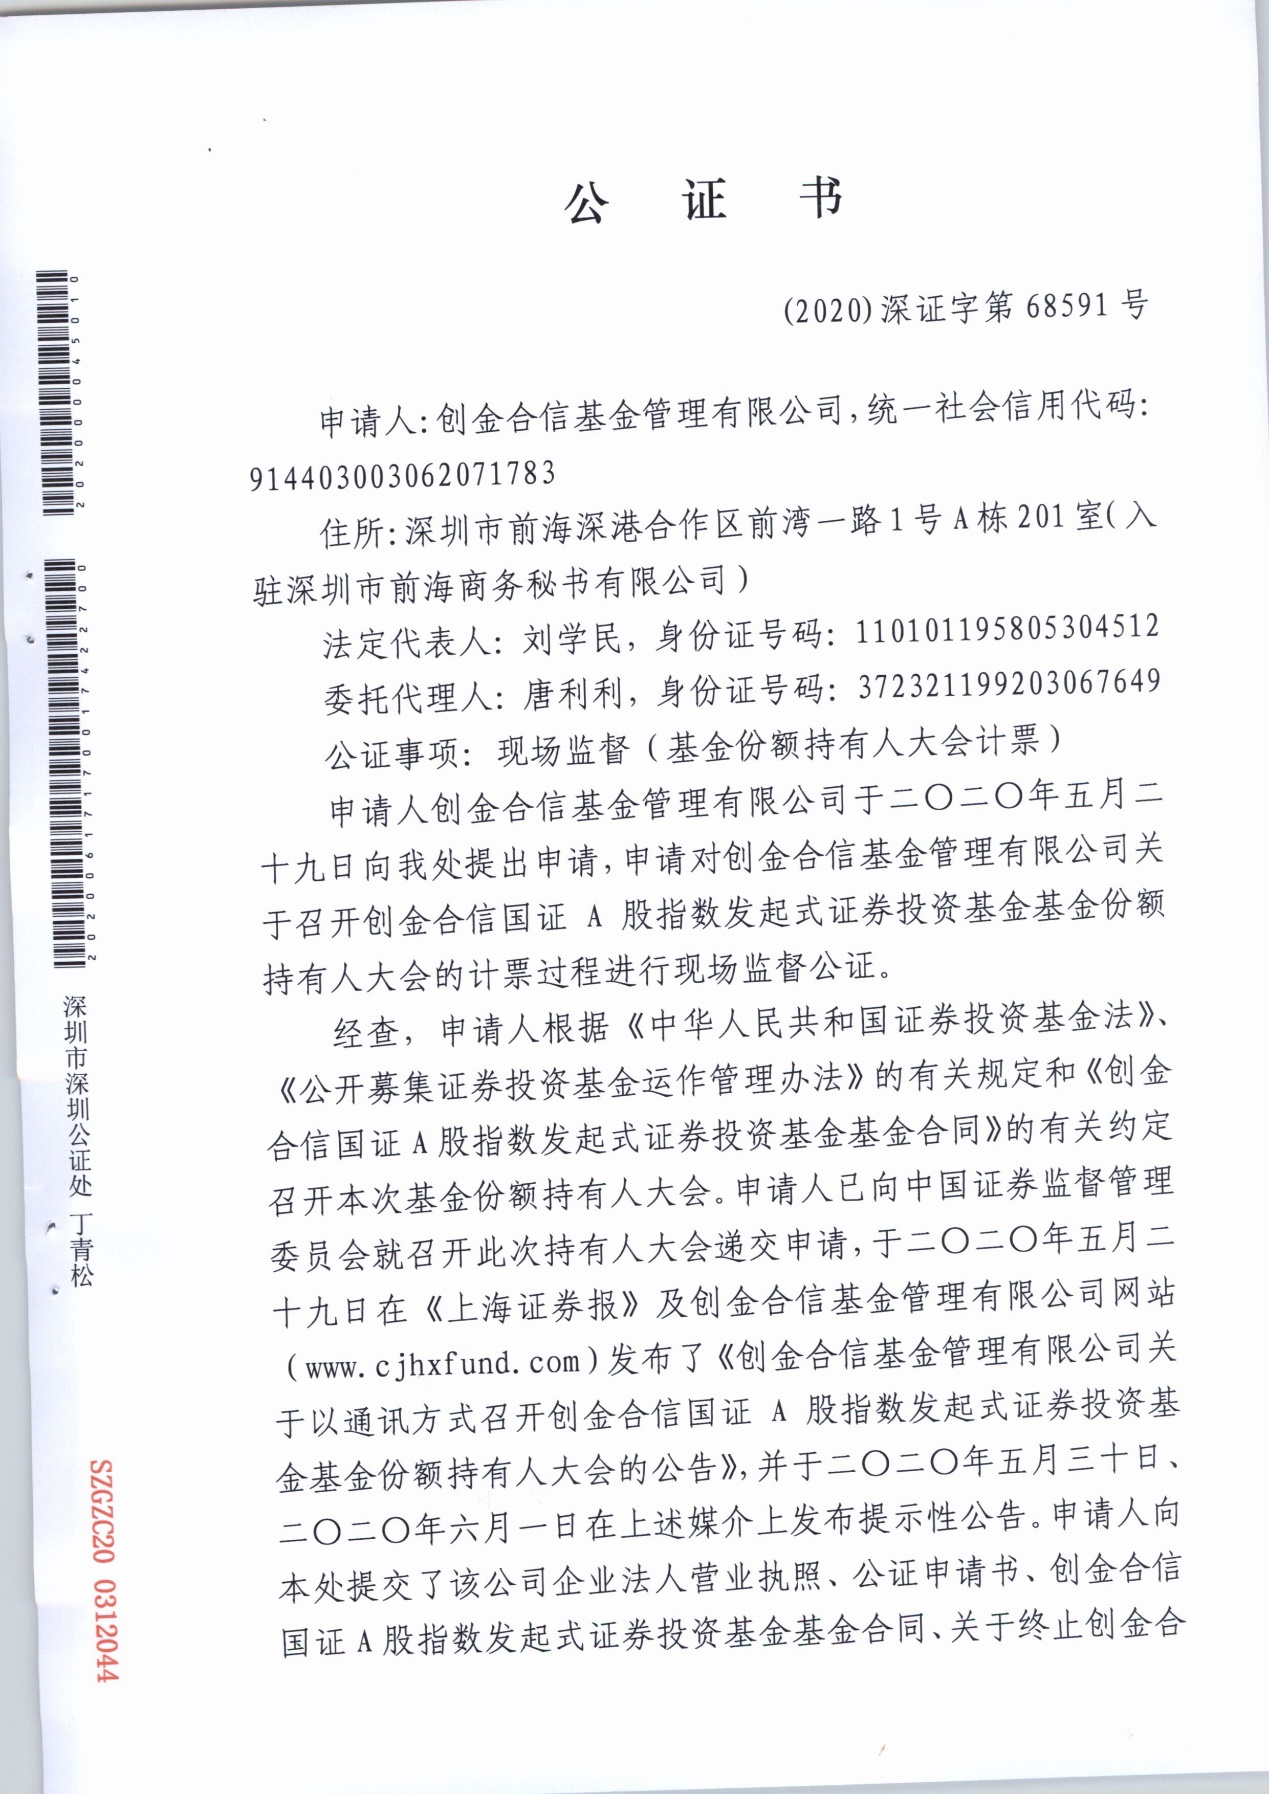 公 证 书
(2020)深证字第 68591 号
申请人:创金合信基金管理有限公司,统一社会信用代码:
914403003062071783
住所:深圳市前海深港合作区前湾一路1号A栋201室(入
驻深圳市前海商务秘书有限公司)
法定代表人: 刘学民, 身份证号码: 110101195805304512
委托代理人: 唐利利, 身份证号码: 372321199203067649
公证事项: 现场监督(基金份额持有人大会计票)
申请人创金合信基金管理有限公司于二〇二〇年五月二
十九日向我处提出申请,申请对创金合信基金管理有限公司关
于召开创金合信国证 A 股指数发起式证券投资基金基金份额
持有人大会的计票过程进行现场监督公证。
经查, 申请人根据《中华人民共和国证券投资基金法》、
《公开募集证券投资基金运作管理办法》的有关规定和《创金
合信国证A股指数发起式证券投资基金基金合同》的有关约定
召开本次基金份额持有人大会。申请人已向中国证券监督管理
委员会就召开此次持有人大会递交申请,于二〇二〇年五月二
十九日在《上海证券报》及创金合信基金管理有限公司网站
(www.cjhxfund.com)发布了《创金合信基金管理有限公司关
于以通讯方式召开创金合信国证 A 股指数发起式证券投资基
金基金份额持有人大会的公告》,并于二〇二〇年五月三十日、
二〇二〇年六月一日在上述媒介上发布提示性公告。申请人向
本处提交了该公司企业法人营业执照、公证申请书、创金合信
国证A股指数发起式证券投资基金基金合同、关于终止创金合
20200045010
20200617170017422700
深圳市深圳公证处 丁青松
SZGZC20 0312044